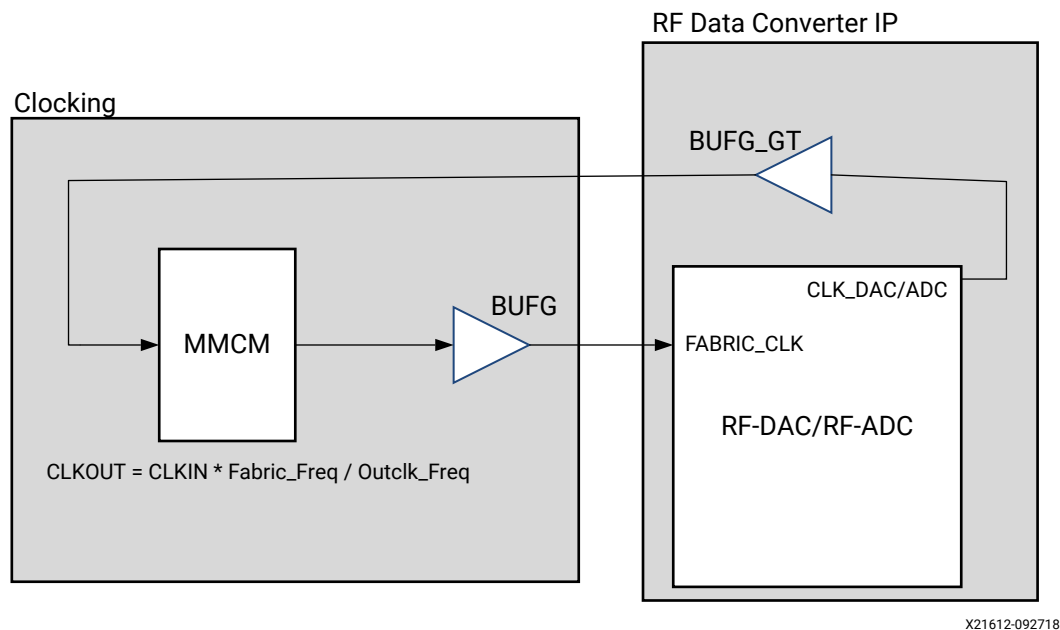 RF Data Converter IP
Clocking
BUFG_GT
CLK_DAC/ADC
BUFG
MMCM
FABRIC_CLK
RF-DAC/RF-ADC
CLKOUT = CLKIN * Fabric_Freq / Outclk_Freq
X21612-092718